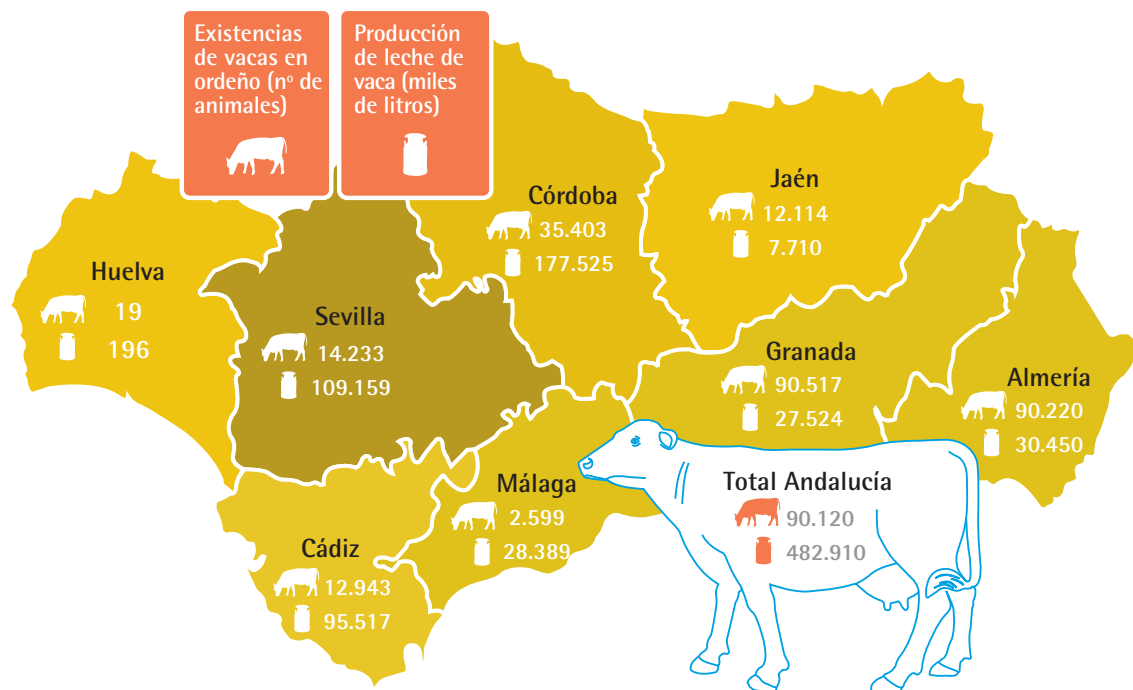 Existencias
de vacas en
ordeño (nº de
animales)
Producción
de leche de
vaca (miles
de litros)
Córdoba
35.403
177.525
Jaén
12.114
7.710
Huelva
19
196
Sevilla
14.233
109.159
Granada
90.517
27.524
Almería
90.220
30.450
Málaga
2.599
28.389
Cádiz
12.943
95.517
Total Andalucía
90.120
482.910